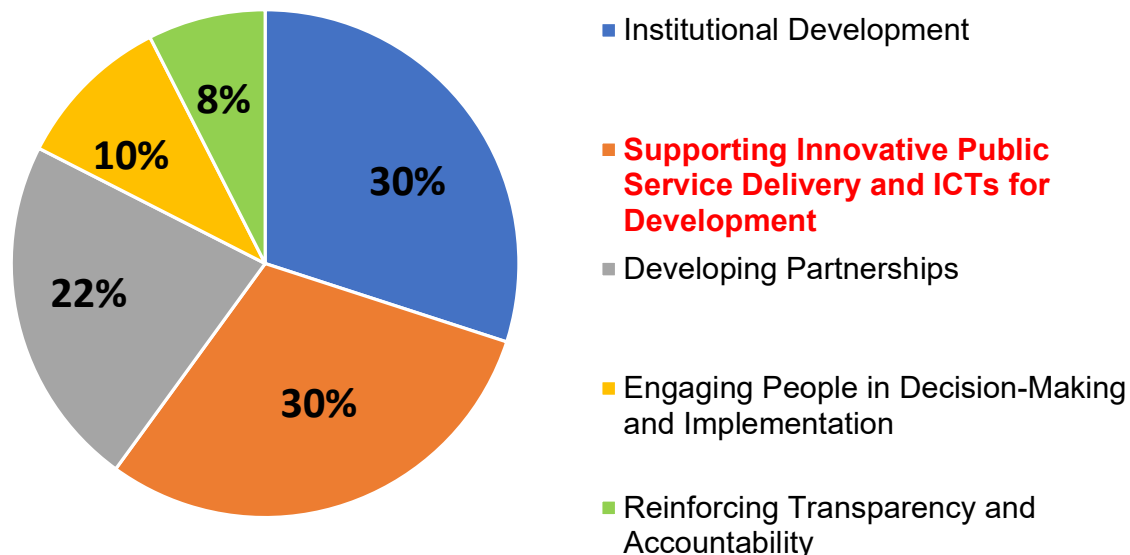 30%
30%
22%
10%
8%
Institutional Development
Supporting Innovative Public
Service Delivery and ICTs for
Development
Developing Partnerships
Engaging People in Decision-Making
and Implementation
Reinforcing Transparency and
Accountability